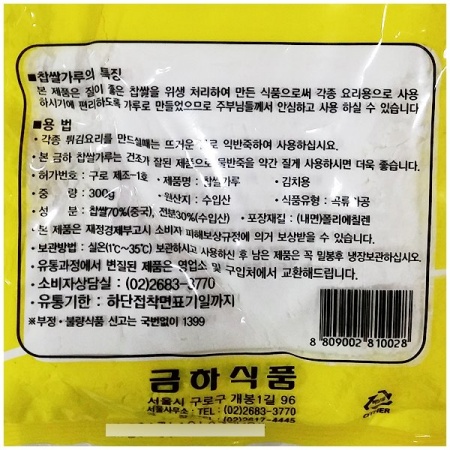 ■찹쌀가루의 특징
본 제품은 질이 좋은 찹쌀을 위생 처리하여 만든 식품으로써 각종 요리용으로 사용
하시기에 편리하도록 가루로 만들었으므로 주부님들께서 안심하고 사용 하실 수 있습니다
■용 법
• 각종 튀김요리를 만드실때는 뜨거운 로 익반죽하여 사용하십시요.
• 본 금하 찹쌀가루는 건조가 잘된 제품으로 반죽을 약간 질게 사용하시면 더욱 좋습니다.
• 허가번호 : 구로 제조-1호 • 제품명 : 찹쌀가루 • 김치용
• 중 량 : 300g • 원산지 : 수입산 • 식품유형 : 곡류가공
• 성 분 : 찹쌀70%(중국), 전분30%(수입산) • 포장재질 : (내면)폴리에틸렌
• 본 제품은 재정경제부고시 소비자 피해보상규정에 의거 보상받을 수 있습니다.
• 보관방법 : 실온(1℃~35℃) 보관하시고 사용하신 후 남은 제품은 꼭 밀봉후 냉장보관하십시오.
• 유통과정에서 변질된 제품은 영업소 및 구입처에서 교환해드립니다.
• 소비자상담실 : (02)2683-3770
• 유통기한 : 하단접착면표기일까지
※부정·불량식품 신고는 국번없이 1399
8 809002 810028
금하식품
서울시 구로구 개봉1길 96
서울사무소 : TEL : (02)2683-3770
(02)2617-4445
OTHER